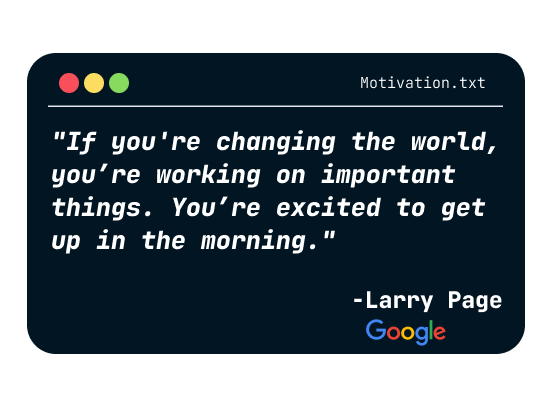 Motivation.txt
"If you're changing the world,
you’re working on important
things. You’re excited to get
up in the morning."
-Larry Page
Google